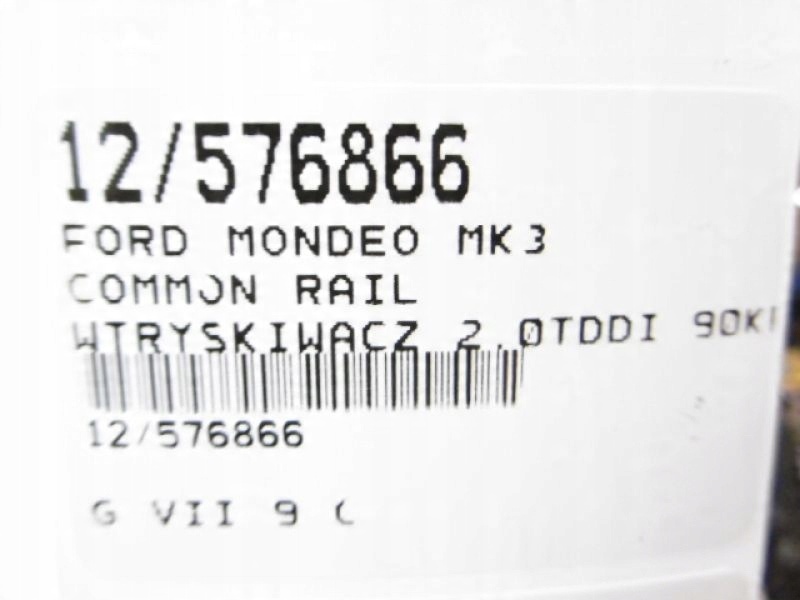 12/576866
FORD MONDEO MK3
COMMON RAIL
WTRYSKIWACZ 2.0TDDI
12/576866
G VII 9 C